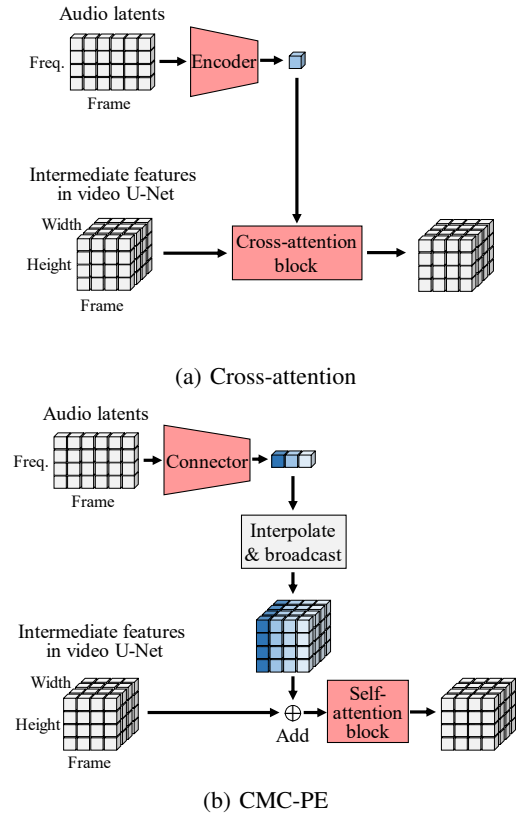 Audio latents
Freq.
Encoder
Frame
Intermediate features
in video U-Net
Width
Height
Cross-attention
block
Frame
(a) Cross-attention
Audio latents
Freq.
Connector
Frame
Interpolate
& broadcast
Intermediate features
in video U-Net
Width
Height
Self-
attention
block
Add
Frame
(b) CMC-PE